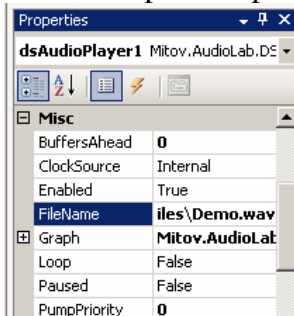 Properties
dsAudioPlayer1 Mitov.AudioLab.DS
Misc
BuffersAhead 0
ClockSource Internal
Enabled True
FileName iles\Demo.wav
Graph Mitov.AudioLab
Loop False
Paused False
PumpPriority 0